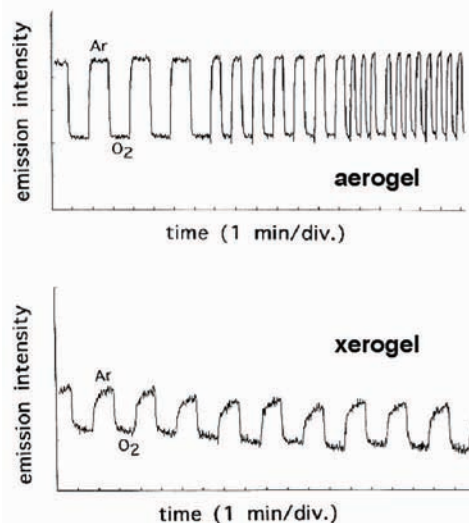 emission intensity
Ar
O2
aerogel
time (1 min/div.)
emission intensity
Ar
O2
xerogel
time (1 min/div.)